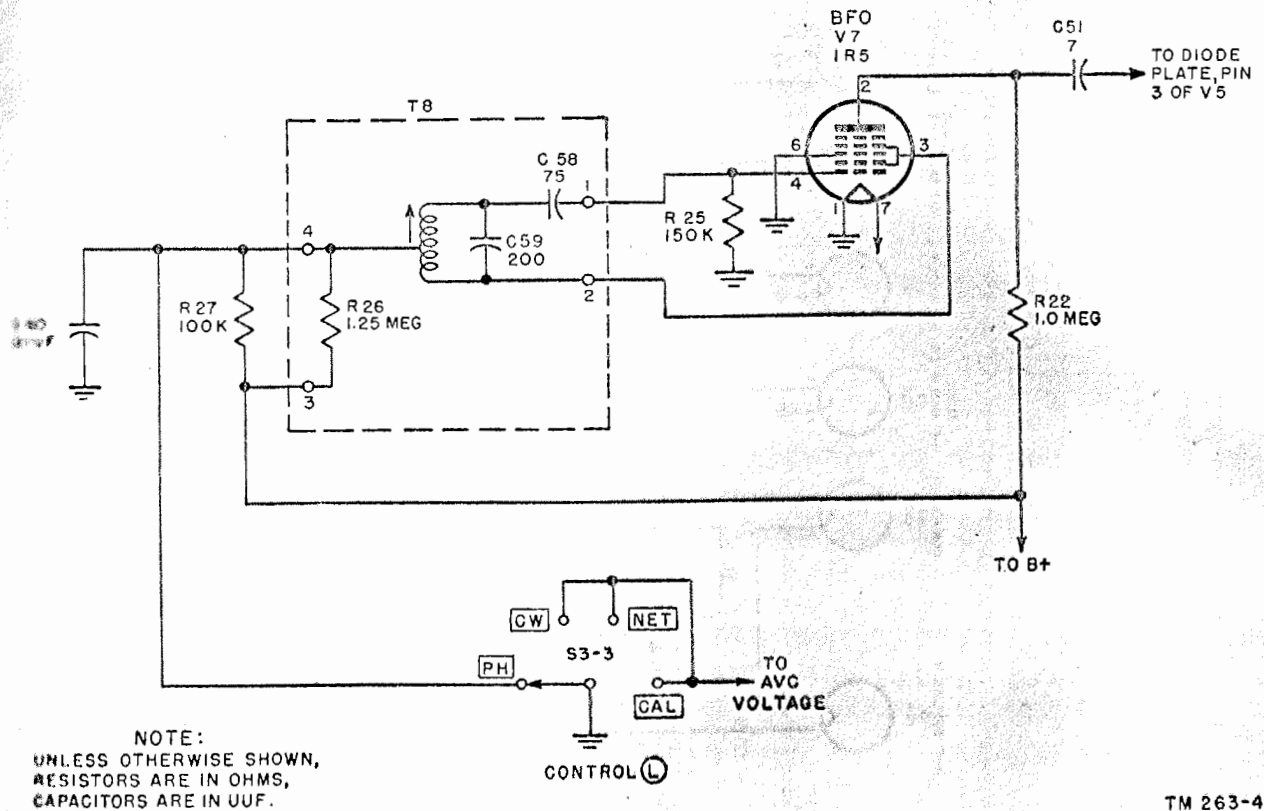 BFO
V7
1R5
C51
7
TO DIODE
PLATE, PIN
3 OF V5
2
6
3
4
1
7
T8
C 58
75
1
C59
200
2
4
3
R 25
150 K
R 27
100K
R 26
1.25 MEG
R22
1.0 MEG
TO B+
CW
NET
S3-3
PH
CAL
TO
AVC
VOLTAGE
CONTROL L
NOTE:
UNLESS OTHERWISE SHOWN,
RESISTORS ARE IN OHMS,
CAPACITORS ARE IN UUF.
TM 263-4